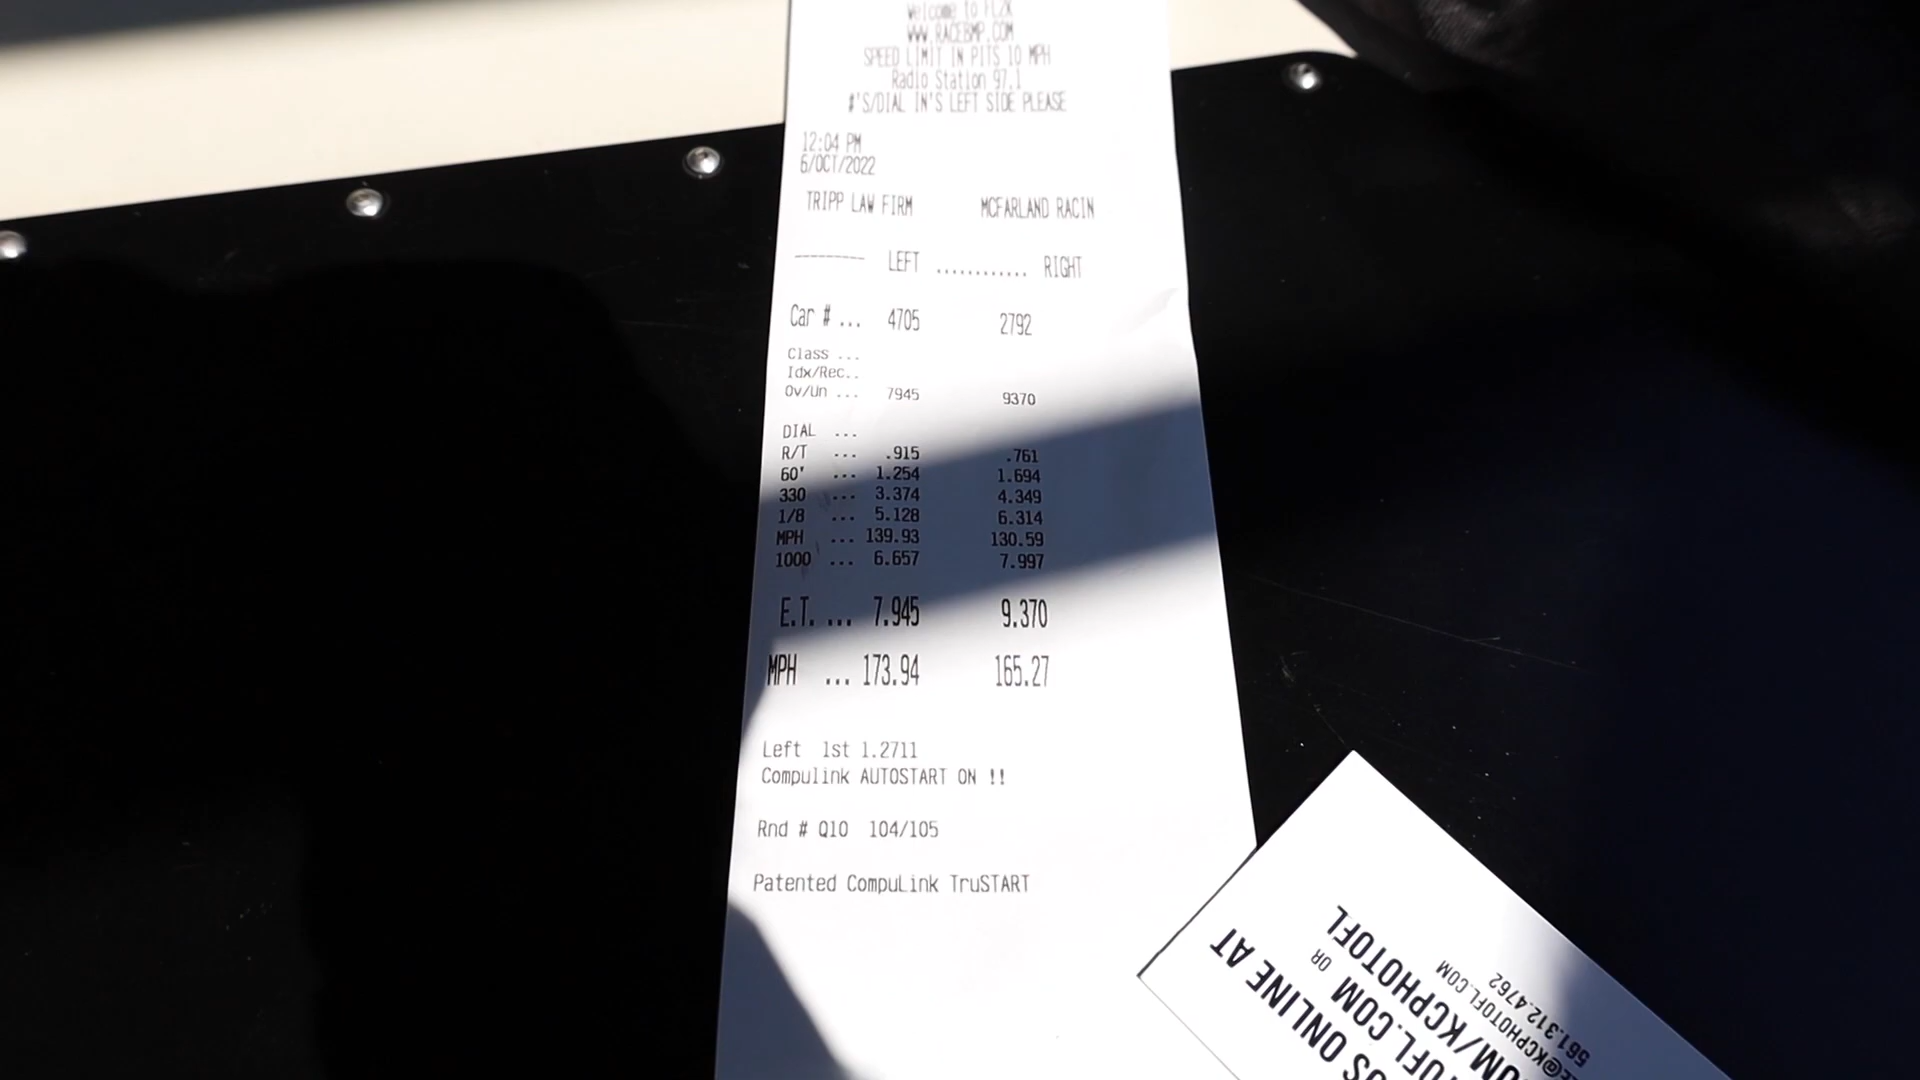 Welcome to FL2K
WWW.RACEBMP.COM
SPEED LIMIT IN PITS 10 MPH
Radio Station 97.1
#'S/DIAL IN'S LEFT SIDE PLEASE
12:04 PM
6/OCT/2022
TRIPP LAW FIRM MCFARLAND RACIN
--------- LEFT ............ RIGHT
Car # ... 4705 2792
Class ...
Idx/Rec..
Ov/Un ... 7945 9370
DIAL ...
R/T ... .915 .761
60' ... 1.254 1.694
330 ... 3.374 4.349
1/8 ... 5.128 6.314
MPH ... 139.93 130.59
1000 ... 6.657 7.997
E.T. ... 7.945 9.370
MPH ... 173.94 165.27
Left 1st 1.2711
Compulink AUTOSTART ON !!
Rnd # Q10 104/105
Patented CompuLink TruSTART
OS ONLINE AT
OFL.COM OR
OM/KCPHOTOFL
E@KCPHOTOFL.COM
561.312.4762